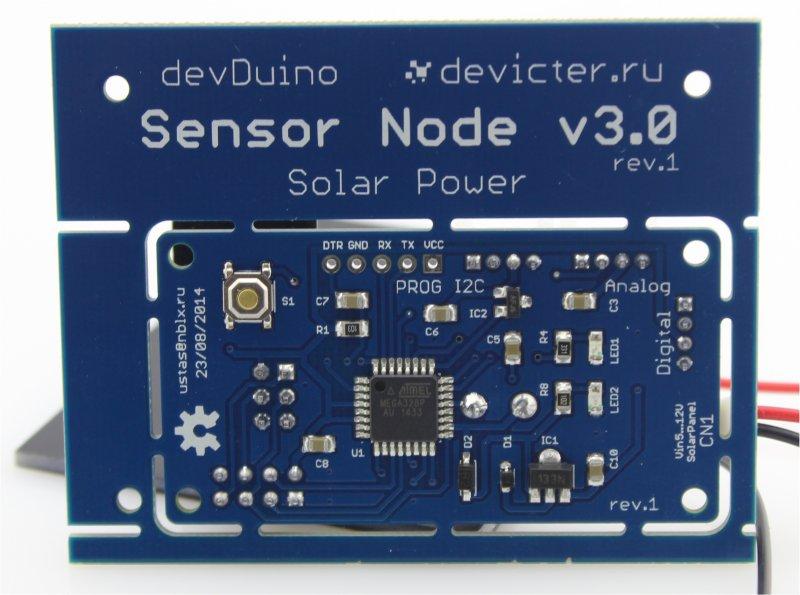 devDuino devicter.ru
Sensor Node v3.0
rev.1
Solar Power
DTR GND RX TX VCC
PROG I2C
Analog
S1
C7
R1
C6
IC2
C3
C5
R4
331
LED1
Digital
ustas@nblx.ru
23/08/2014
ATMEL
MEGA328P
AU 1433
U1
R8
LED2
C8
D2
D1
IC1
133N
C10
Vin5...12V
SolarPanel
CN1
rev.1